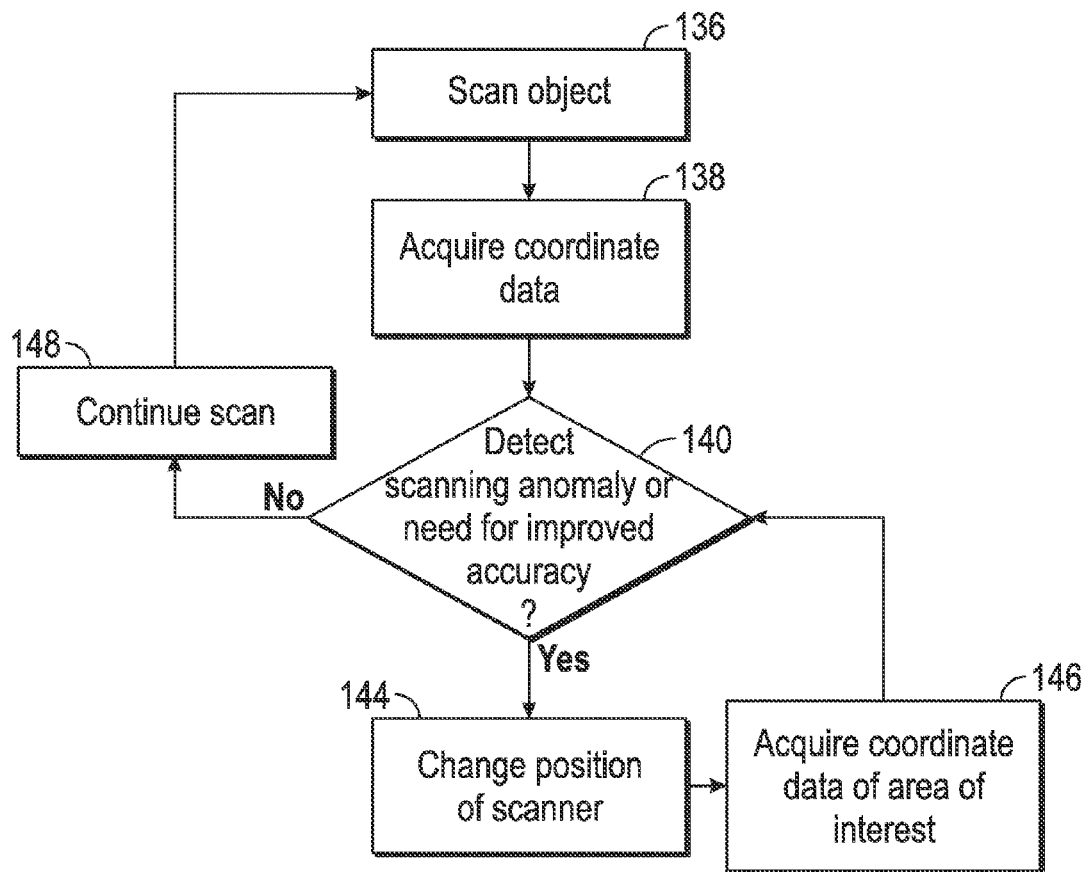 136
Scan object
138
Acquire coordinate
data
148
Continue scan
140
Detect
scanning anomaly or
need for improved
accuracy
?
No
Yes
144
Change position
of scanner
146
Acquire coordinate
data of area of
interest